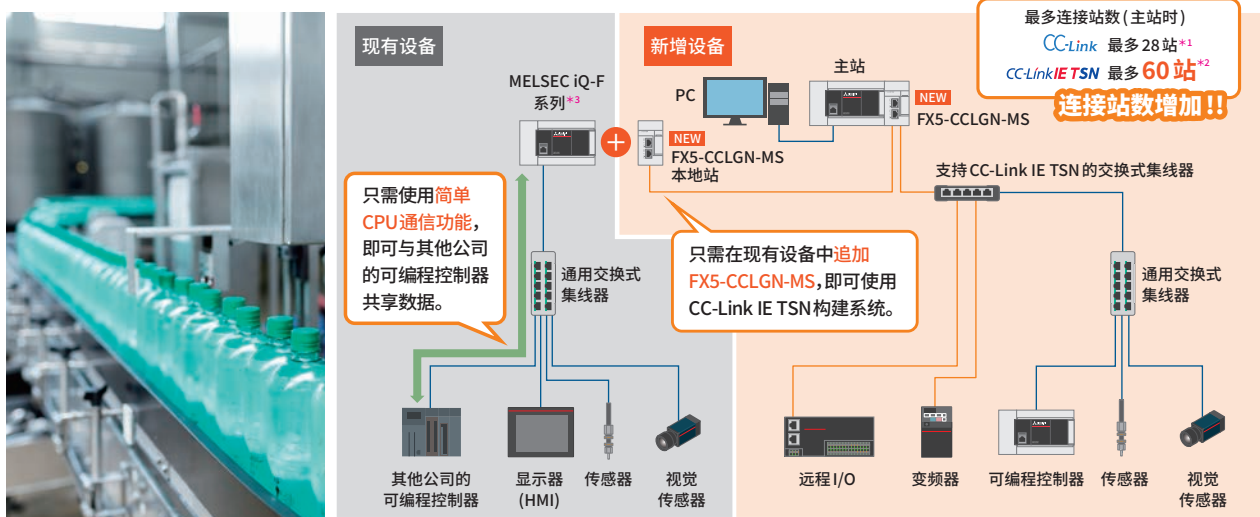 现有设备
新增设备
最多连接站数(主站时)
CC-Link 最多28站*1
CC-Link IE TSN 最多60站*2
连接站数增加!!
MELSEC iQ-F
系列*3
NEW
FX5-CCLGN-MS
本地站
PC
主站
NEW
FX5-CCLGN-MS
支持CC-Link IE TSN的交换式集线器
只需使用简单
CPU通信功能，
即可与其他公司
的可编程控制器
共享数据。
通用交换式
集线器
只需在现有设备中追加
FX5-CCLGN-MS，即可使用
CC-Link IE TSN构建系统。
通用交换式
集线器
其他公司的
可编程控制器
显示器
(HMI)
传感器
视觉
传感器
远程I/O
变频器
可编程控制器
传感器
视觉
传感器